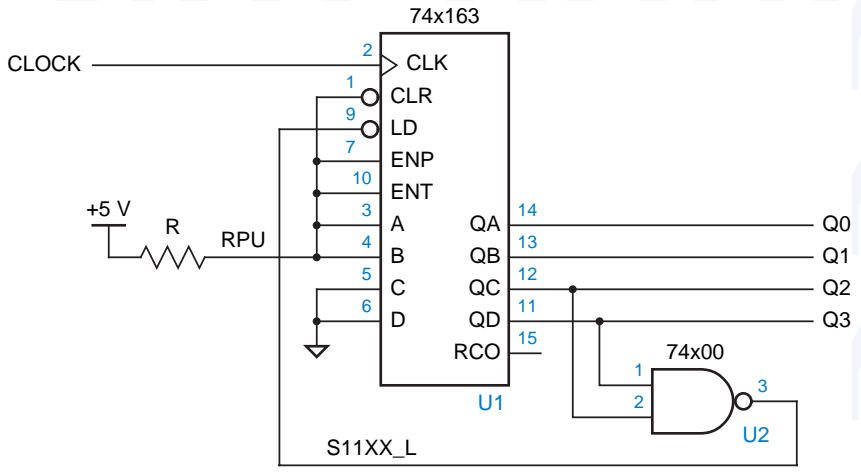 74x163
CLOCK
2
CLK
1
CLR
9
LD
7
ENP
10
ENT
3
A
4
B
5
C
6
D
+5 V
R
RPU
QA
14
Q0
QB
13
Q1
QC
12
Q2
QD
11
Q3
RCO
15
U1
74x00
1
2
3
U2
S11XX_L